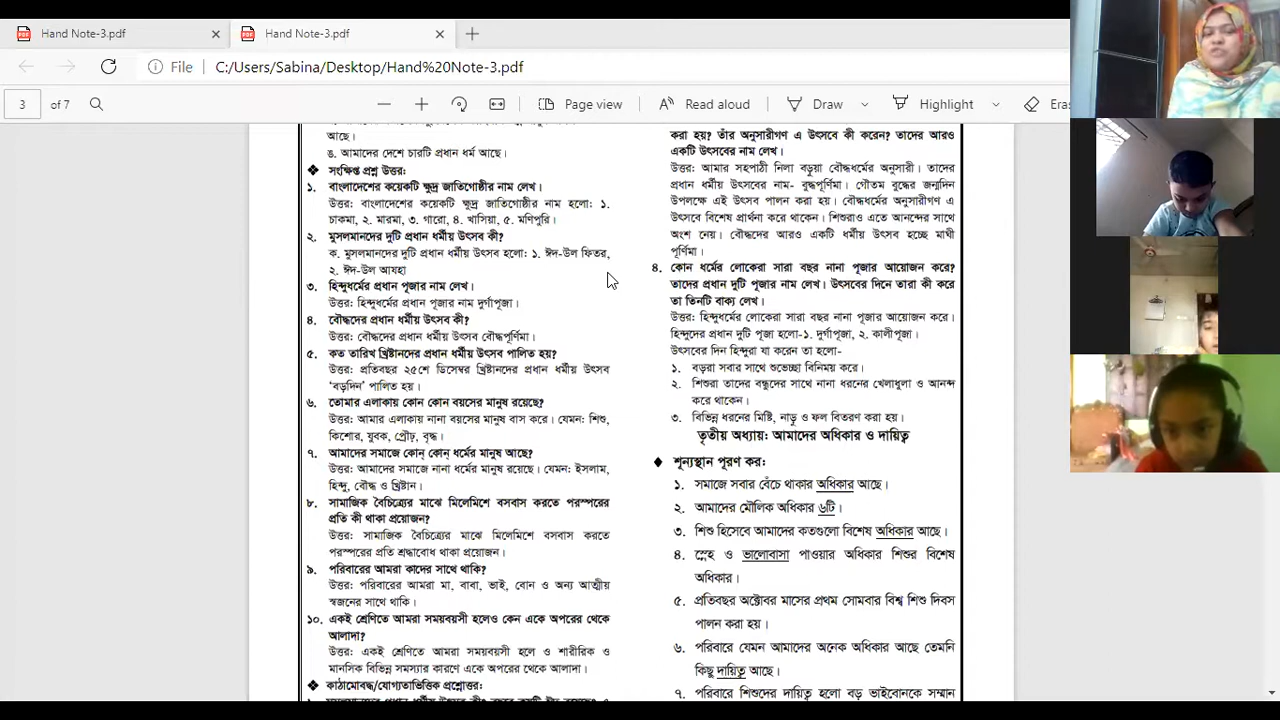 Hand Note-3.pdf
Hand Note-3.pdf
File C:/Users/Sabina/Desktop/Hand%20Note-3.pdf
3 of 7 Page view Read aloud Draw Highlight Eras
আছে।
ঙ. আমাদের দেশে চারটি প্রধান ধর্ম আছে।
❖ সংক্ষিপ্ত প্রশ্ন উত্তর:
১. বাংলাদেশের কয়েকটি ক্ষুদ্র জাতিগোষ্ঠীর নাম লেখ।
উত্তর: বাংলাদেশের কয়েকটি ক্ষুদ্র জাতিগোষ্ঠীর নাম হলো: ১.
চাকমা, ২. মারমা, ৩. গারো, ৪. খাসিয়া, ৫. মণিপুরি।
২. মুসলমানদের দুটি প্রধান ধর্মীয় উৎসব কী?
ক. মুসলমানদের দুটি প্রধান ধর্মীয় উৎসব হলো: ১. ঈদ-উল ফিতর,
২. ঈদ-উল আযহা
৩. হিন্দুধর্মের প্রধান পূজার নাম লেখ।
উত্তর: হিন্দুধর্মের প্রধান পূজার নাম দুর্গাপূজা।
৪. বৌদ্ধদের প্রধান ধর্মীয় উৎসব কী?
উত্তর: বৌদ্ধদের প্রধান ধর্মীয় উৎসব বৌদ্ধপূর্ণিমা।
৫. কত তারিখ খ্রিষ্টানদের প্রধান ধর্মীয় উৎসব পালিত হয়?
উত্তর: প্রতিবছর ২৫শে ডিসেম্বর খ্রিষ্টানদের প্রধান ধর্মীয় উৎসব
‘বড়দিন’ পালিত হয়।
৬. তোমার এলাকায় কোন কোন বয়সের মানুষ রয়েছে?
উত্তর: আমার এলাকায় নানা বয়সের মানুষ বাস করে। যেমন: শিশু,
কিশোর, যুবক, প্রৌঢ়, বৃদ্ধ।
৭. আমাদের সমাজে কোন্ কোন্ ধর্মের মানুষ আছে?
উত্তর: আমাদের সমাজে নানা ধর্মের মানুষ রয়েছে। যেমন: ইসলাম,
হিন্দু, বৌদ্ধ ও খ্রিষ্টান।
৮. সামাজিক বৈচিত্র্যের মাঝে মিলেমিশে বসবাস করতে পরস্পরের
প্রতি কী থাকা প্রয়োজন?
উত্তর: সামাজিক বৈচিত্র্যের মাঝে মিলেমিশে বসবাস করতে
পরস্পরের প্রতি শ্রদ্ধাবোধ থাকা প্রয়োজন।
৯. পরিবারের আমরা কাদের সাথে থাকি?
উত্তর: পরিবারের আমরা মা, বাবা, ভাই, বোন ও অন্য আত্মীয়
স্বজনের সাথে থাকি।
১০. একই শ্রেণিতে আমরা সময়বয়সী হলেও কেন একে অপরের থেকে
আলাদা?
উত্তর: একই শ্রেণিতে আমরা সময়বয়সী হলে ও শারীরিক ও
মানসিক বিভিন্ন সমস্যার কারণে একে অপরের থেকে আলাদা।
❖ কাঠামোবদ্ধ/যোগ্যতাভিত্তিক প্রশ্নোত্তর:
করা হয়? তাঁর অনুসারীগণ এ উৎসবে কী করেন? তাদের আরও
একটি উৎসবের নাম লেখ।
উত্তর: আমার সহপাঠী নিলা বড়ুয়া বৌদ্ধধর্মের অনুসারী। তাদের
প্রধান ধর্মীয় উৎসবের নাম- বুদ্ধপূর্ণিমা। গৌতম বুদ্ধের জন্মদিন
উপলক্ষে এই উৎসব পালন করা হয়। বৌদ্ধধর্মের অনুসারীগণ এ
উৎসবে বিশেষ প্রার্থনা করে থাকেন। শিশুরাও এতে আনন্দের সাথে
অংশ নেয়। বৌদ্ধদের আরও একটি ধর্মীয় উৎসব হচ্ছে মাঘী
পূর্ণিমা।
৪. কোন ধর্মের লোকেরা সারা বছর নানা পূজার আয়োজন করে?
তাদের প্রধান দুটি পূজার নাম লেখ। উৎসবের দিনে তারা কী করে
তা তিনটি বাক্য লেখ।
উত্তর: হিন্দুধর্মের লোকেরা সারা বছর নানা পূজার আয়োজন করে।
হিন্দুদের প্রধান দুটি পূজা হলো-১. দুর্গাপূজা, ২. কালীপূজা।
উৎসবের দিন হিন্দুরা যা করেন তা হলো-
১. বড়রা সবার সাথে শুভেচ্ছা বিনিময় করে।
২. শিশুরা তাদের বন্ধুদের সাথে নানা ধরনের খেলাধুলা ও আনন্দ
করে থাকেন।
৩. বিভিন্ন ধরনের মিষ্টি, নাড়ু ও ফল বিতরণ করা হয়।
তৃতীয় অধ্যায়: আমাদের অধিকার ও দায়িত্ব
♦ শূন্যস্থান পূরণ কর:
১. সমাজে সবার বেঁচে থাকার অধিকার আছে।
২. আমাদের মৌলিক অধিকার ৬টি।
৩. শিশু হিসেবে আমাদের কতগুলো বিশেষ অধিকার আছে।
৪. স্নেহ ও ভালোবাসা পাওয়ার অধিকার শিশুর বিশেষ
অধিকার।
৫. প্রতিবছর অক্টোবর মাসের প্রথম সোমবার বিশ্ব শিশু দিবস
পালন করা হয়।
৬. পরিবারে যেমন আমাদের অনেক অধিকার আছে তেমনি
কিছু দায়িত্ব আছে।
৭. পরিবারে শিশুদের দায়িত্ব হলো বড় ভাইবোনকে সম্মান